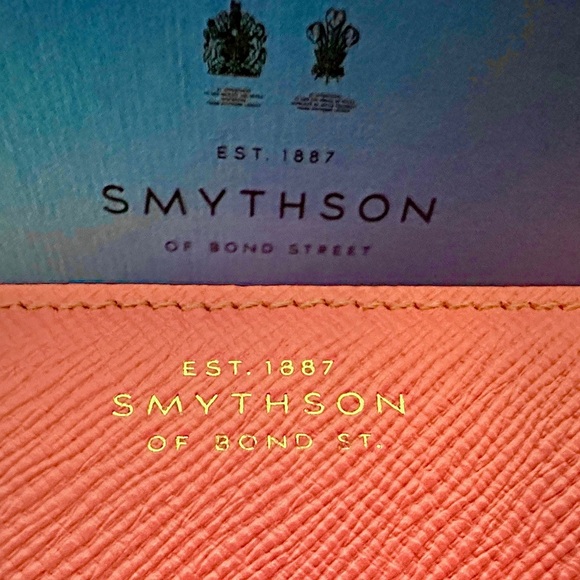 EST. 1887
SMYTHSON
OF BOND STREET
EST. 1887
SMYTHSON
OF BOND ST.